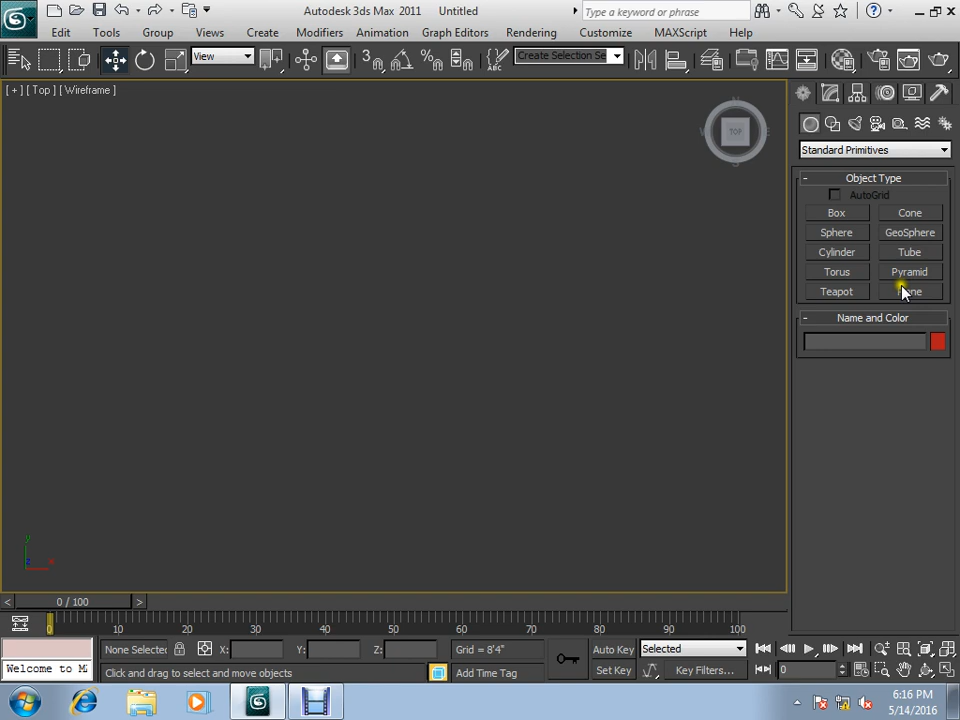 Autodesk 3ds Max 2011 Untitled
Type a keyword or phrase
Edit Tools Group Views Create Modifiers Animation Graph Editors Rendering Customize MAXScript Help
View
Create Selection Se
[ + ] [ Top ] [ Wireframe ]
TOP
Standard Primitives
Object Type
AutoGrid
Box Cone
Sphere GeoSphere
Cylinder Tube
Torus Pyramid
Teapot
Name and Color
y
x
0 / 100
0 10 20 30 40 50 60 70 80 90 100
None Selected X: Y: Z: Grid = 8'4" Auto Key Selected
Welcome to M Click and drag to select and move objects Add Time Tag Set Key Key Filters... 0
6:16 PM
5/14/2016